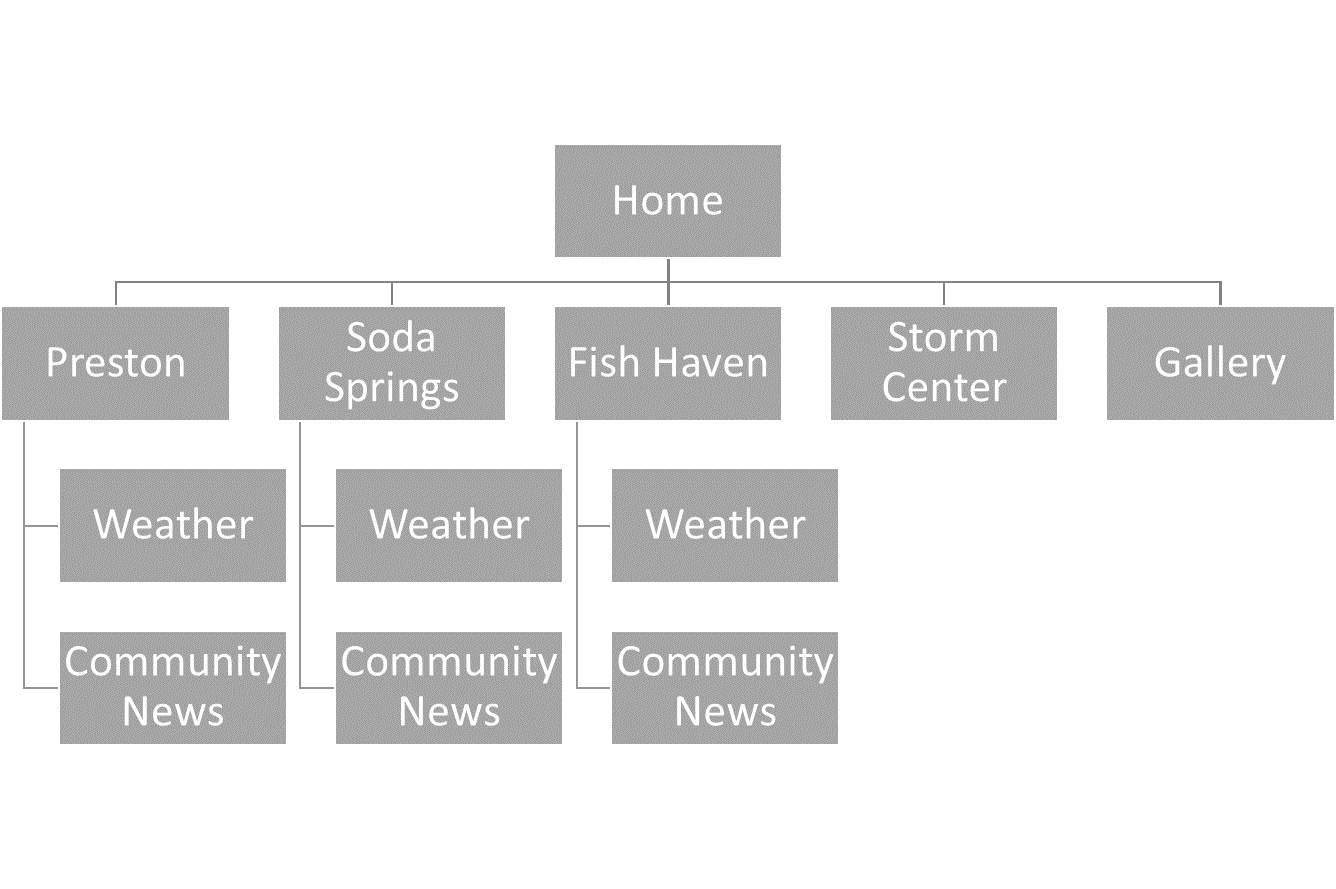 Home
Preston
Soda
Springs
Fish Haven
Storm
Center
Gallery
Weather
Weather
Weather
Community
News
Community
News
Community
News